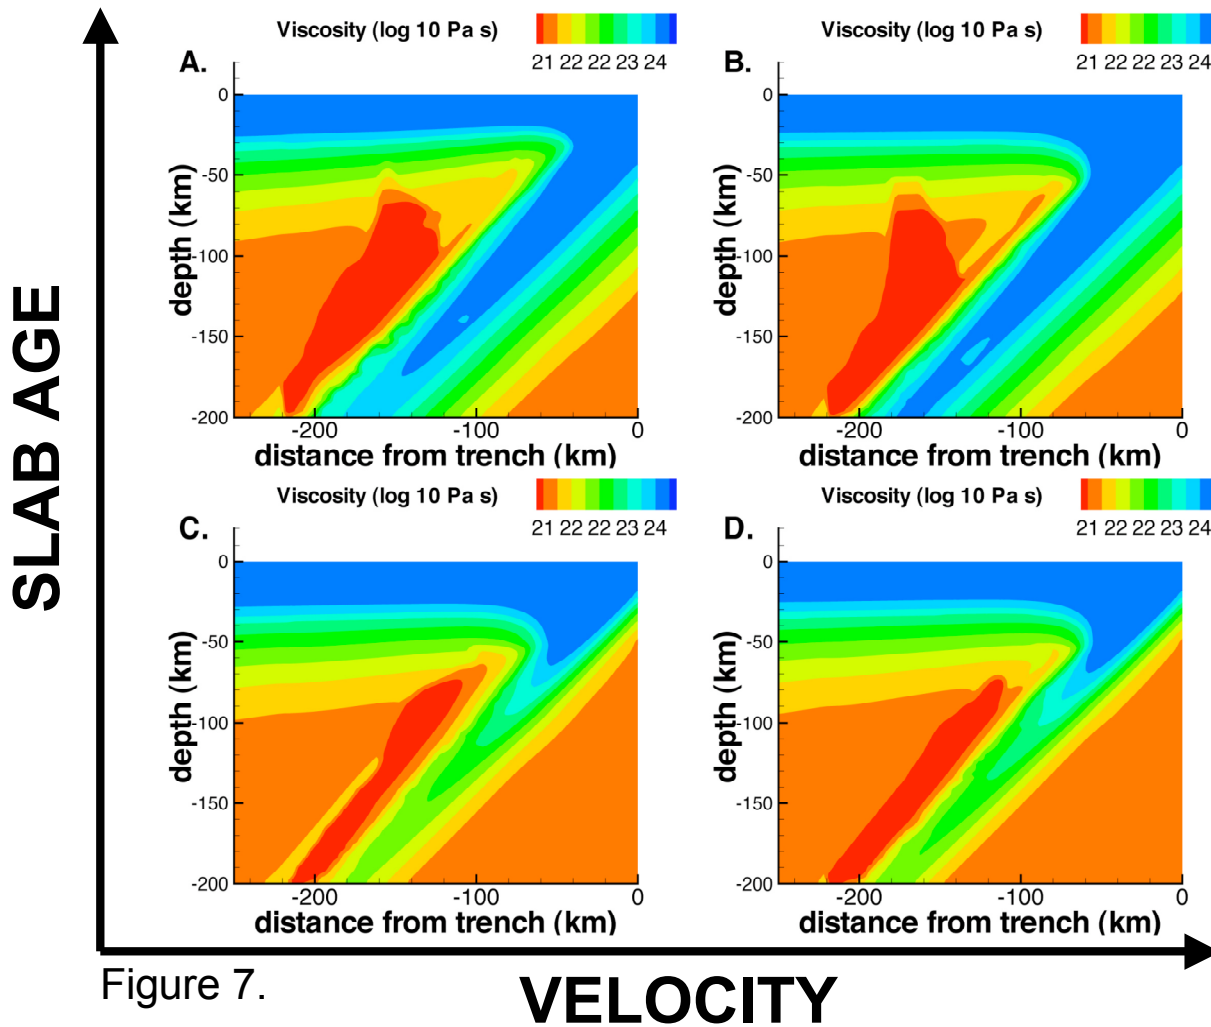 Viscosity (log 10 Pa s)
21 22 22 23 24
A.
0
-50
-100
-150
-200
depth (km)
-200 -100 0
distance from trench (km)
Viscosity (log 10 Pa s)
21 22 22 23 24
B.
0
-50
-100
-150
-200
depth (km)
-200 -100 0
distance from trench (km)
SLAB AGE
Viscosity (log 10 Pa s)
21 22 22 23 24
C.
0
-50
-100
-150
-200
depth (km)
-200 -100 0
distance from trench (km)
Viscosity (log 10 Pa s)
21 22 22 23 24
D.
0
-50
-100
-150
-200
depth (km)
-200 -100 0
distance from trench (km)
Figure 7.
VELOCITY